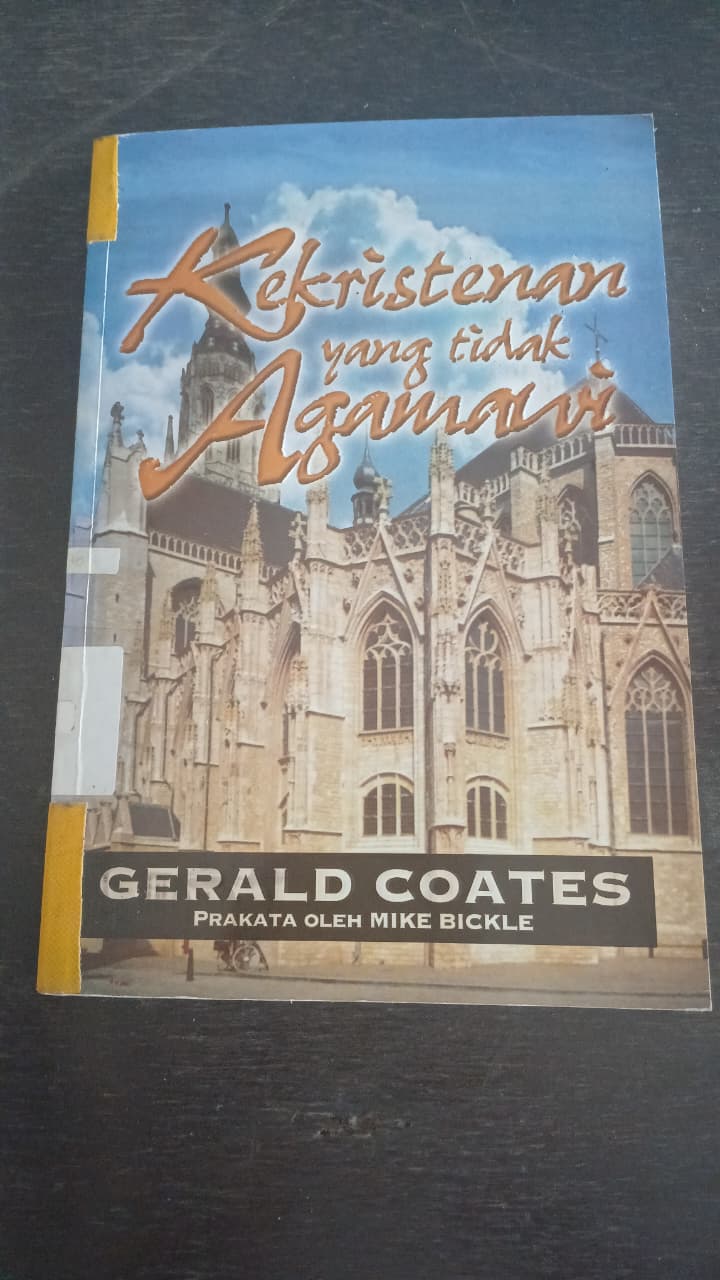 Kekristenan
yang tidak
Agamawi
GERALD COATES
PRAKATA OLEH MIKE BICKLE